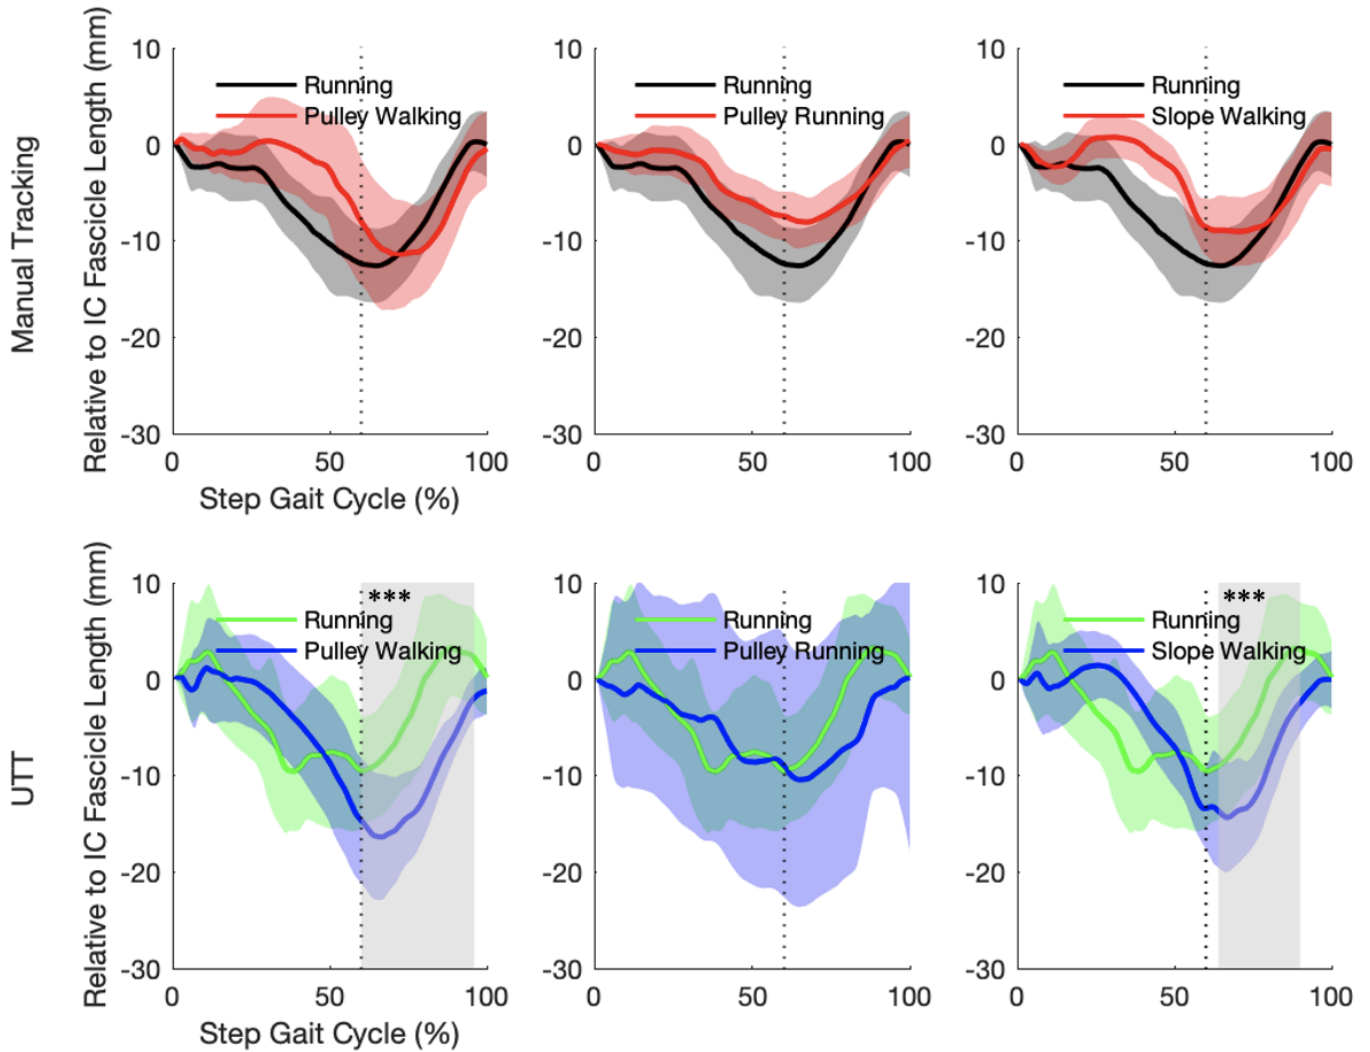 Manual Tracking
Relative to IC Fascicle Length (mm)
10
0
-10
-20
-30
Running
Pulley Walking
0
50
100
Step Gait Cycle (%)
10
0
-10
-20
-30
Running
Pulley Running
0
50
100
10
0
-10
-20
-30
Running
Slope Walking
0
50
100
UTT
Relative to IC Fascicle Length (mm)
10
0
-10
-20
-30
***
Running
Pulley Walking
0
50
100
Step Gait Cycle (%)
10
0
-10
-20
-30
Running
Pulley Running
0
50
100
10
0
-10
-20
-30
***
Running
Slope Walking
0
50
100